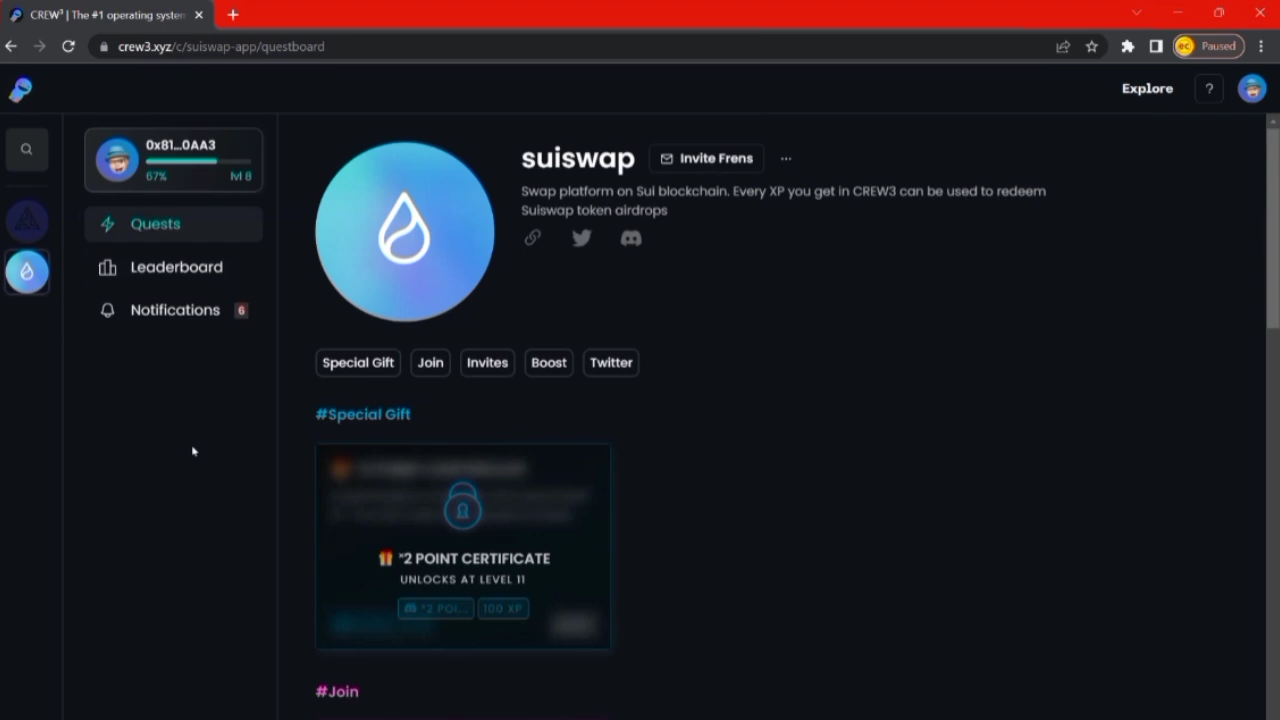 CREW³ | The #1 operating system
crew3.xyz/c/suiswap-app/questboard
ec
Paused
Explore
?
0x81...0AA3
67%
lvl 8
Quests
Leaderboard
Notifications
6
suiswap
Invite Frens
...
Swap platform on Sui blockchain. Every XP you get in CREW3 can be used to redeem
Suiswap token airdrops
Special Gift
Join
Invites
Boost
Twitter
#Special Gift
*2 POINT CERTIFICATE
UNLOCKS AT LEVEL 11
*2 POI...
100 XP
#Join